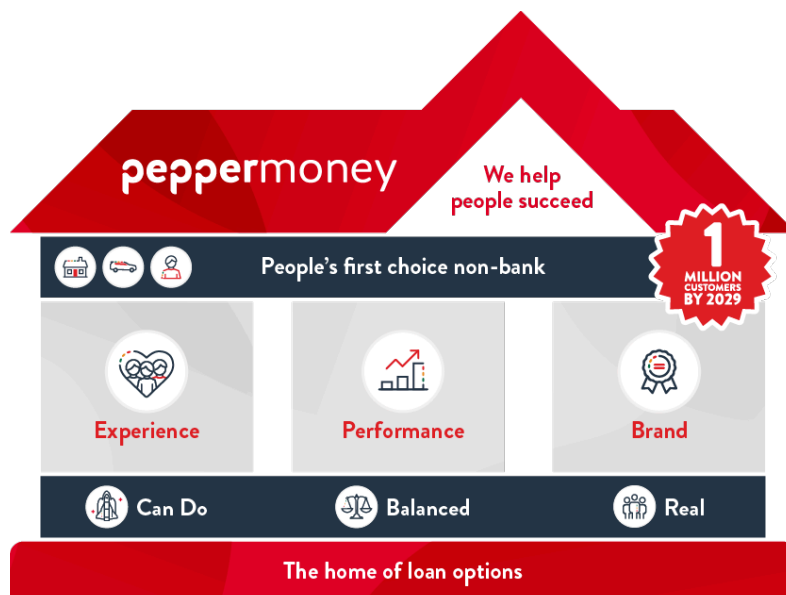 peppermoney
We help
people succeed
People's first choice non-bank
1
MILLION
CUSTOMERS
BY 2029
Experience
Performance
Brand
Can Do
Balanced
Real
The home of loan options